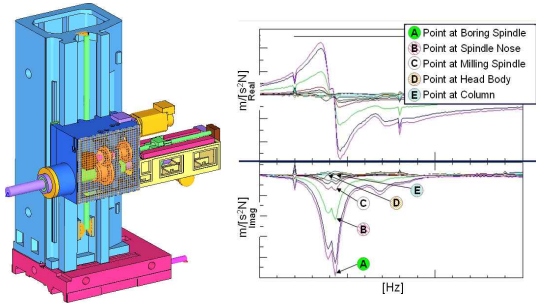 A Point at Boring Spindle
B Point at Spindle Nose
C Point at Milling Spindle
D Point at Head Body
E Point at Column
m/[s²N]
Real
m/[s²N]
Imag
E
C
D
B
A
[Hz]